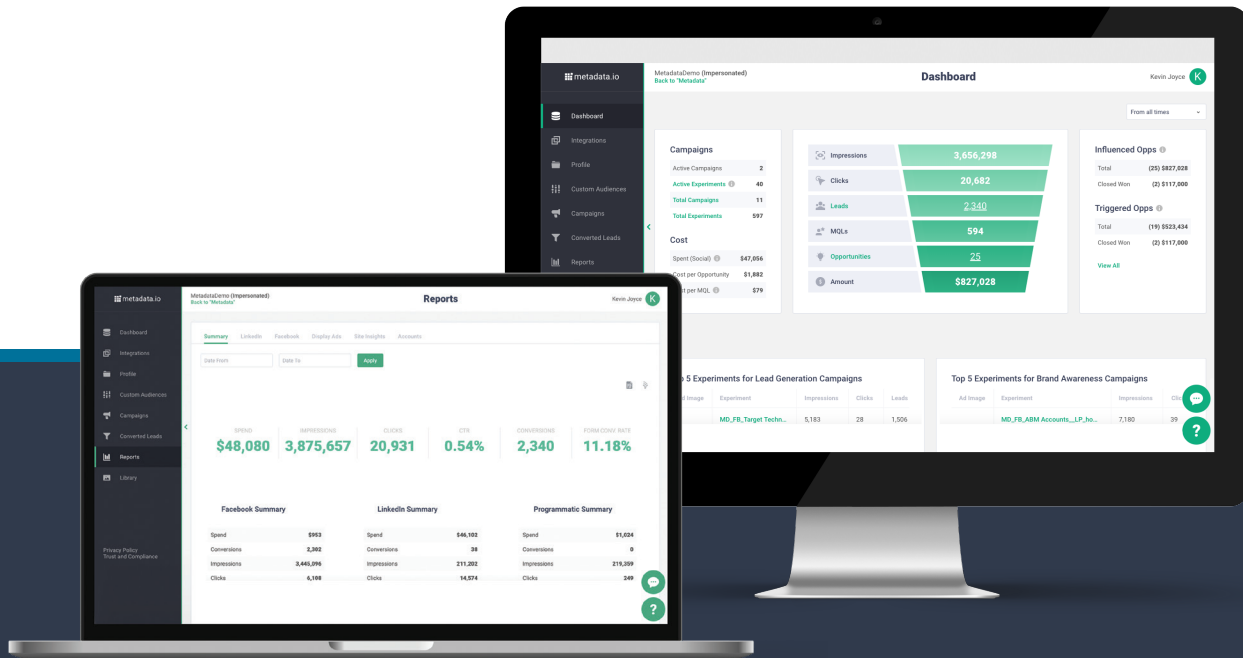 metadata.io
MetadataDemo (Impersonated)
Back to "Metadata"
Dashboard
Kevin Joyce
K
From all times
Dashboard
Integrations
Profile
Custom Audiences
Campaigns
Converted Leads
Reports
Campaigns
Active Campaigns 2
Active Experiments 40
Total Campaigns 11
Total Experiments 597
Cost
Spent (Social) $47,056
Cost per Opportunity $1,882
per MQL $79
Impressions 3,656,298
Clicks 20,682
Leads 2,340
MQLs 594
Opportunities 25
Amount $827,028
Influenced Opps
Total (25) $827,028
Closed Won (2) $117,000
Triggered Opps
Total (19) $523,434
Closed Won (2) $117,000
View All
5 Experiments for Lead Generation Campaigns
Image Experiment Impressions Clicks Leads
MD_FB_Target Techn... 5,183 28 1,506
Top 5 Experiments for Brand Awareness Campaigns
Ad Image Experiment Impressions
MD_FB_ABM Accounts__LP_ho... 7,180 39
?
metadata.io
MetadataDemo (Impersonated)
Back to "Metadata"
Reports
Kevin Joyce
K
Dashboard
Integrations
Profile
Custom Audiences
Campaigns
Converted Leads
Reports
Library
Privacy Policy
Trust and Compliance
Summary LinkedIn Facebook Display Ads Site Insights Accounts
Date From Date To Apply
SPEND IMPRESSIONS CLICKS CTR CONVERSIONS FORM CONV. RATE
$48,080 3,875,657 20,931 0.54% 2,340 11.18%
Facebook Summary
Spend $953
Conversions 2,302
Impressions 3,445,096
Clicks 6,108
LinkedIn Summary
Spend $46,102
Conversions 38
Impressions 211,202
Clicks 14,574
Programmatic Summary
Spend $1,024
Conversions 0
Impressions 219,359
Clicks 249
?